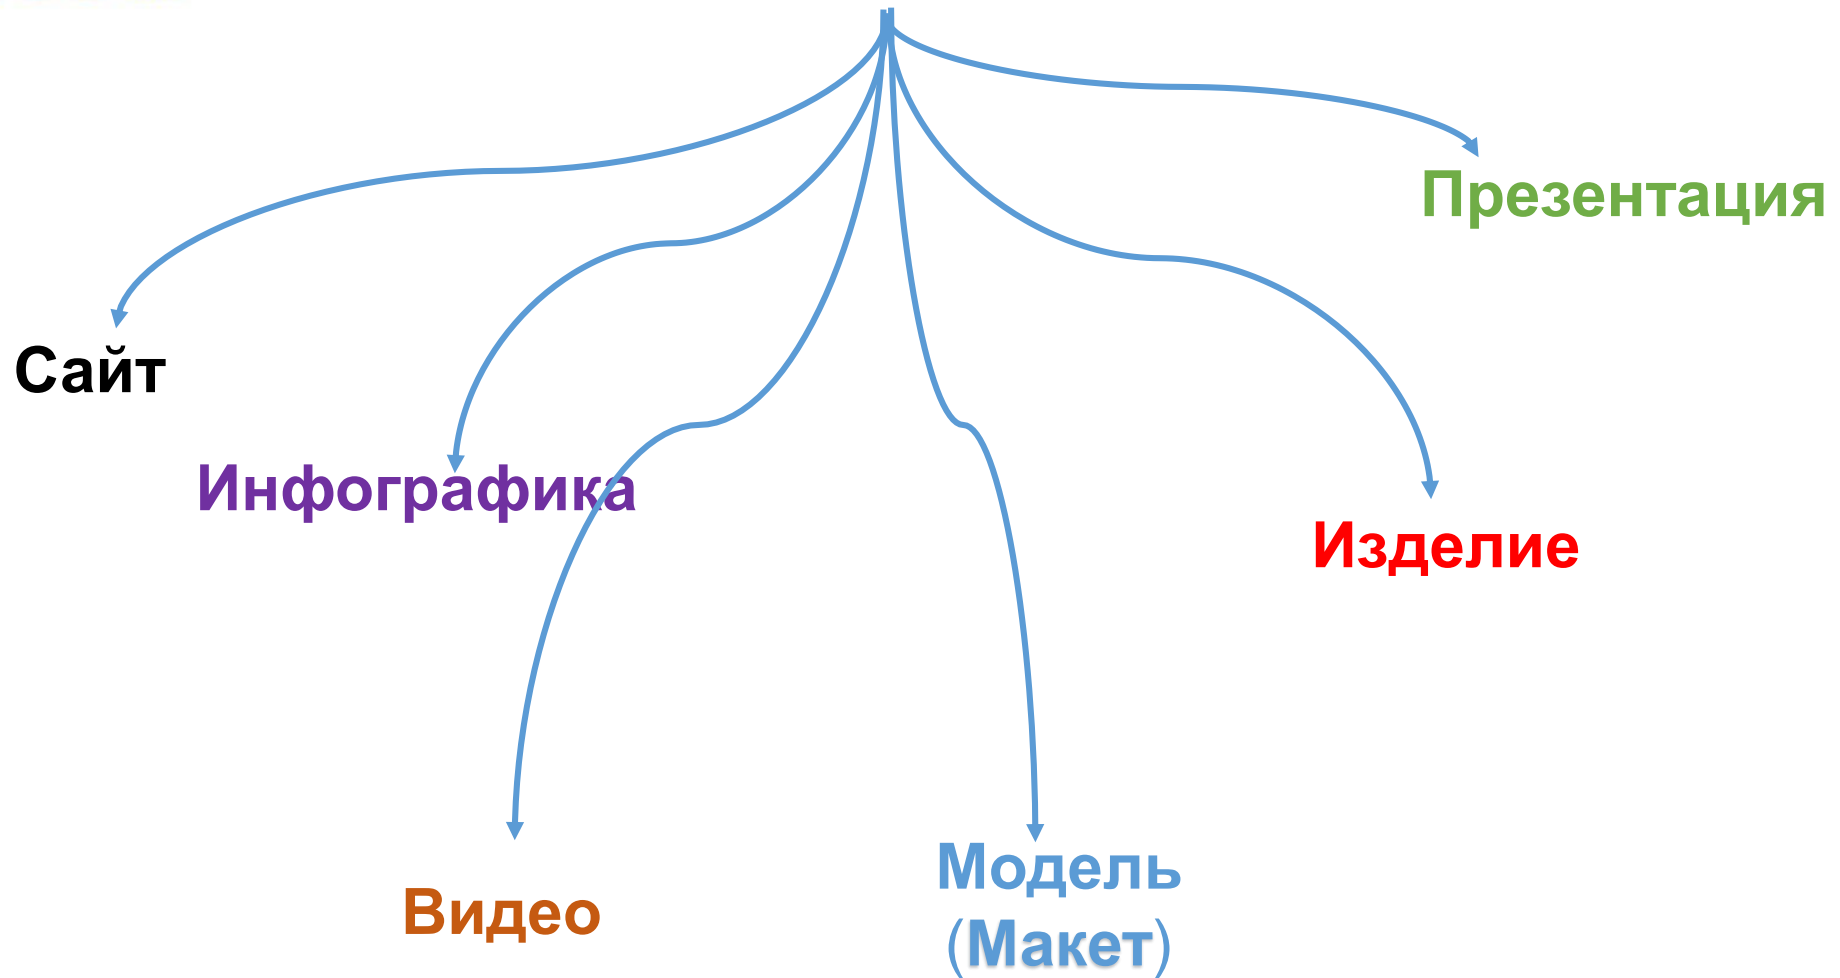 Презентация
Сайт
Инфографика
Изделие
Видео
Модель
(Макет)